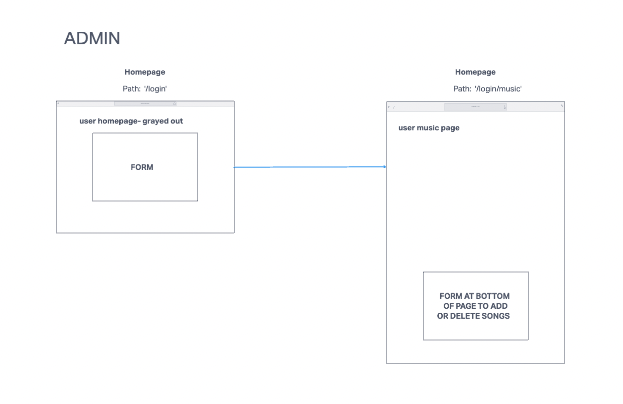 ADMIN
Homepage
Path: '/login'
user homepage- grayed out
FORM
Homepage
Path: '/login/music'
user music page
FORM AT BOTTOM
OF PAGE TO ADD
OR DELETE SONGS